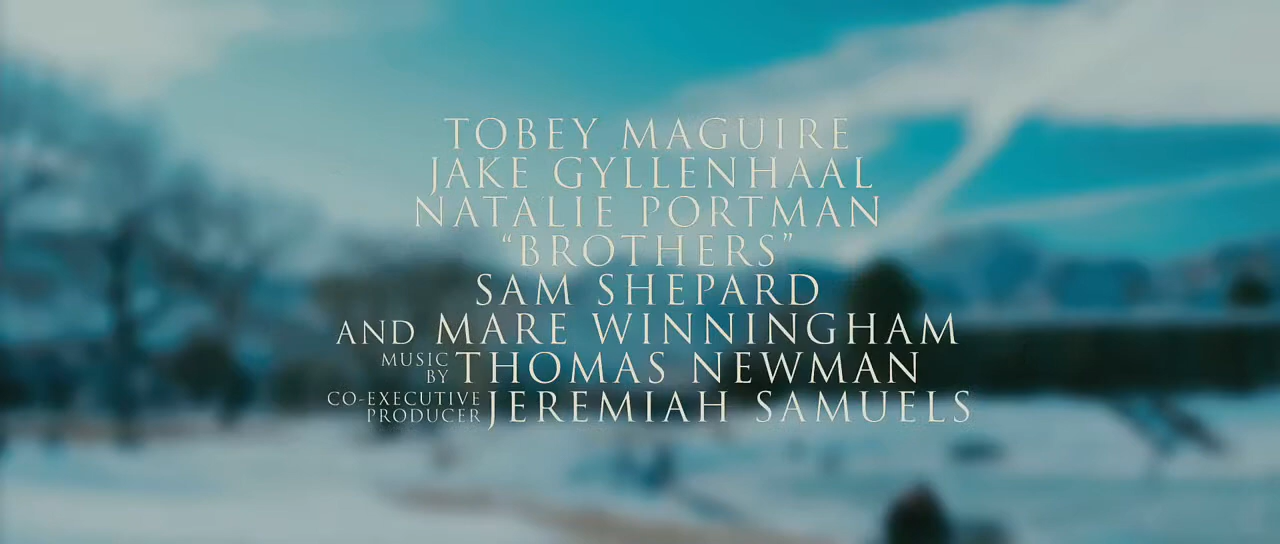 TOBEY MAGUIRE
JAKE GYLLENHAAL
NATALIE PORTMAN
“BROTHERS”
SAM SHEPARD
AND MARE WINNINGHAM
MUSIC BY THOMAS NEWMAN
CO-EXECUTIVE PRODUCER JEREMIAH SAMUELS